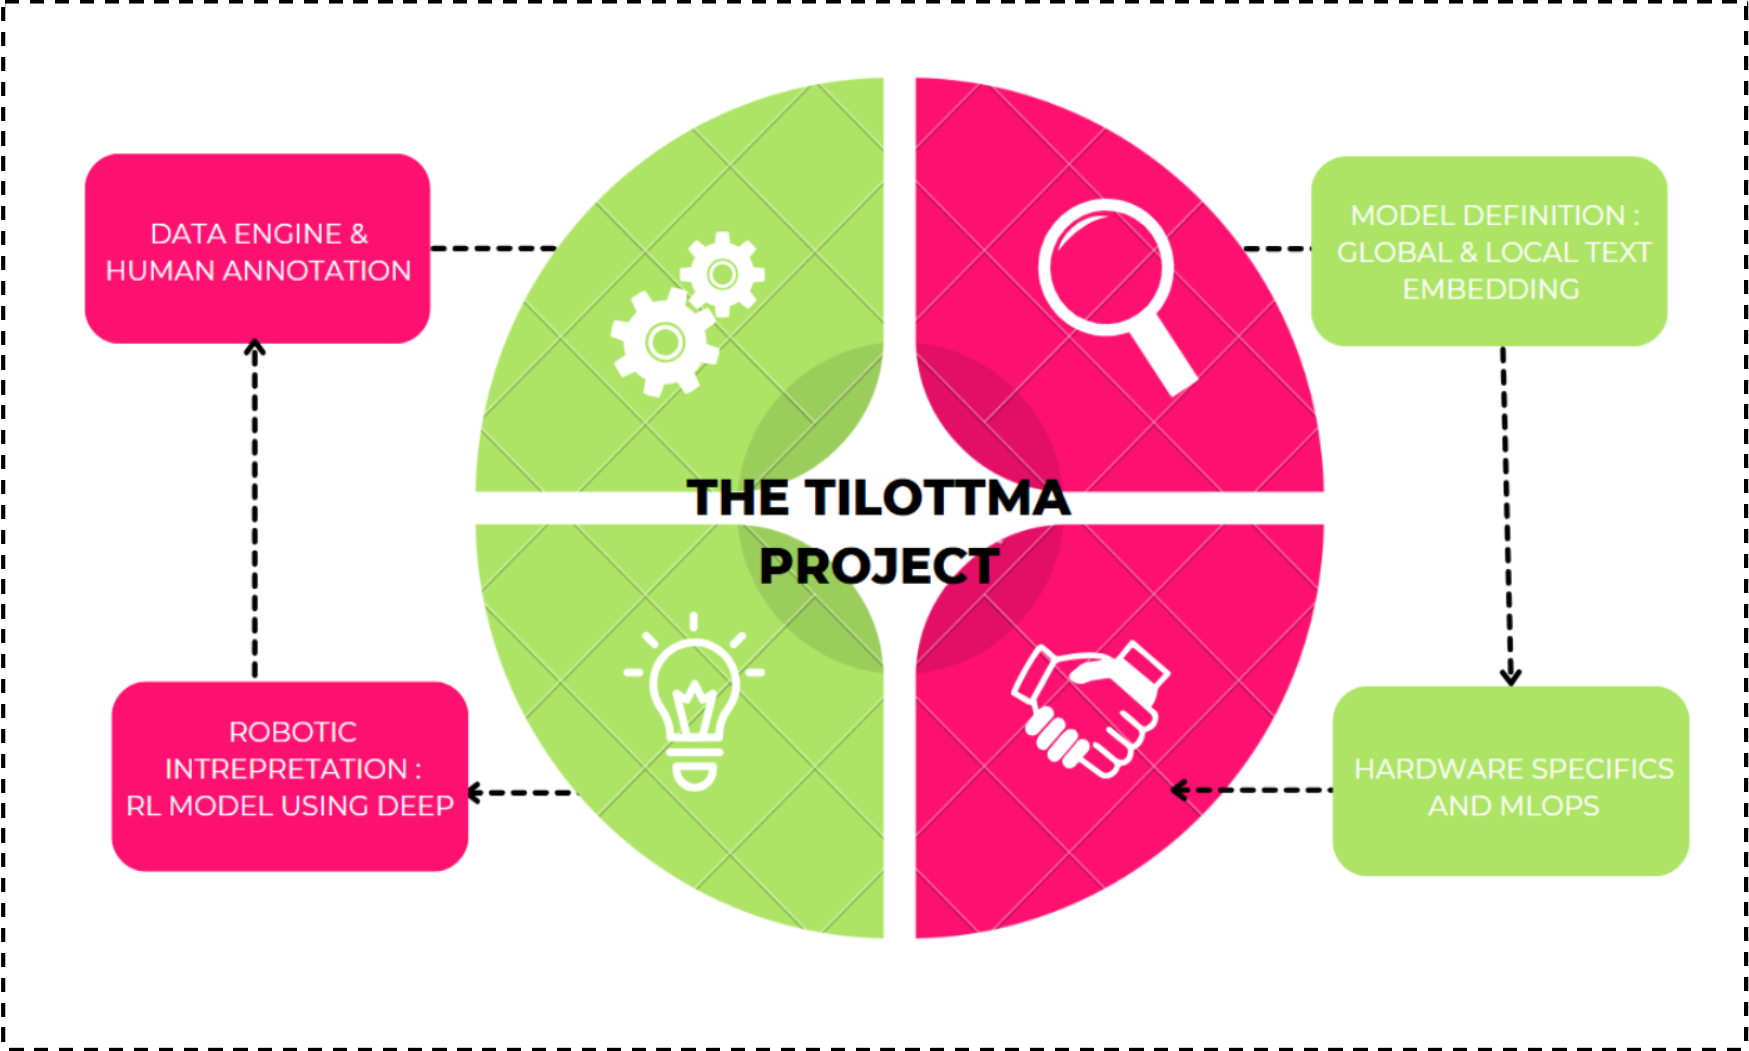 DATA ENGINE &
HUMAN ANNOTATION
MODEL DEFINITION :
GLOBAL & LOCAL TEXT
EMBEDDING
THE TILOTTMA
PROJECT
ROBOTIC
INTREPRETATION :
RL MODEL USING DEEP
HARDWARE SPECIFICS
AND MLOPS